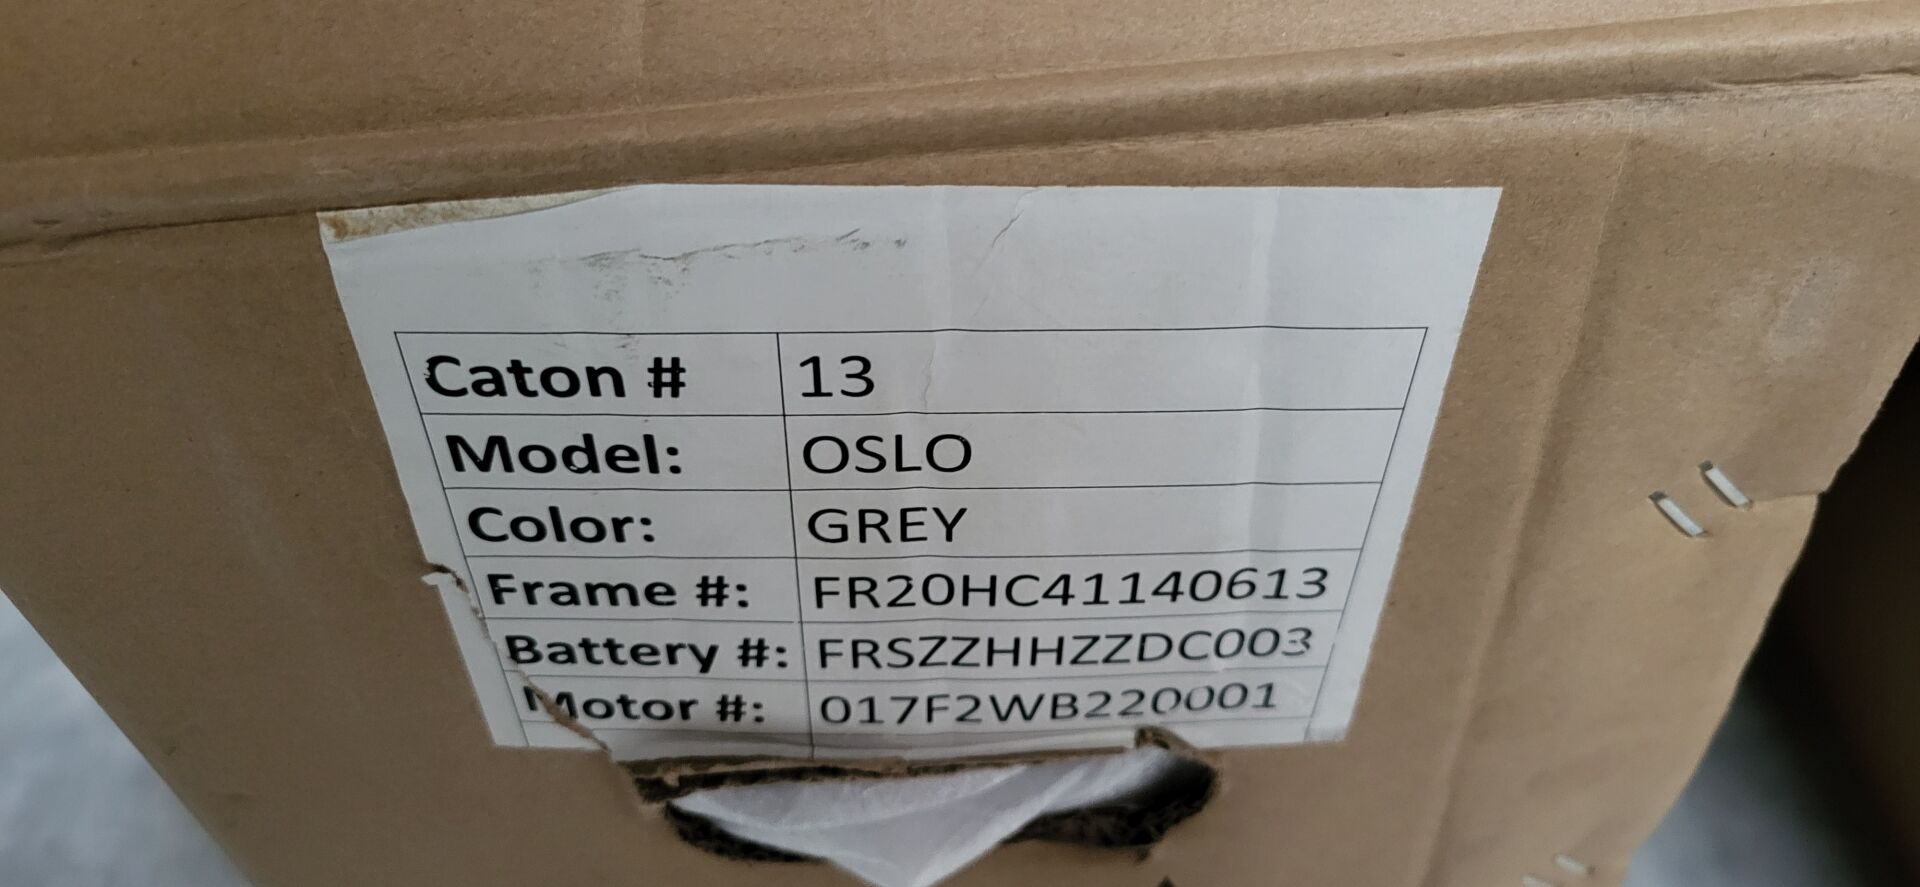 Caton # 13
Model: OSLO
Color: GREY
Frame #: FR20HC41140613
Battery #: FRSZZHHZZDC003
Motor #: 017F2WB220001